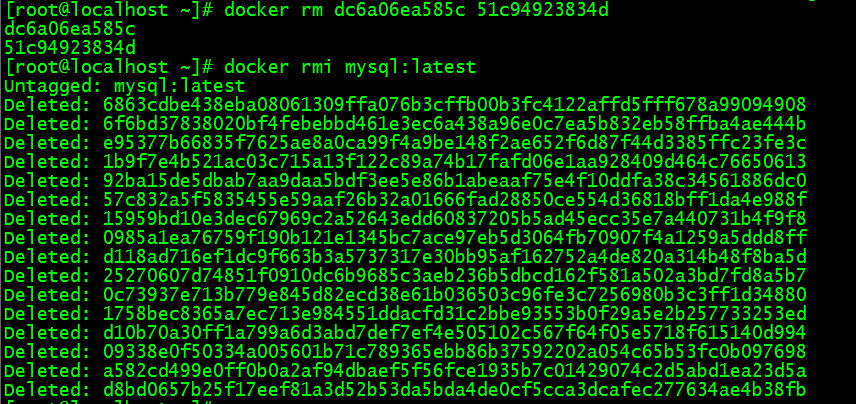 [root@localhost ~]# docker rm dc6a06ea585c 51c94923834d
dc6a06ea585c
51c94923834d
[root@localhost ~]# docker rmi mysql:latest
Untagged: mysql:latest
Deleted: 6863cdbe438eba08061309ffa076b3cffb00b3fc4122affd5fff678a99094908
Deleted: 6f6bd37838020bf4febebbd461e3ec6a438a96e0c7ea5b832eb58ffba4ae444b
Deleted: e95377b66835f7625ae8a0ca99f4a9be148f2ae652f6d87f44d3385ffc23fe3c
Deleted: 1b9f7e4b521ac03c715a13f122c89a74b17fafd06e1aa928409d464c76650613
Deleted: 92ba15de5dbab7aa9daa5bdf3ee5e86b1abeaaf75e4f10ddfa38c34561886dc0
Deleted: 57c832a5f5835455e59aaf26b32a01666fad28850ce554d36818bff1da4e988f
Deleted: 15959bd10e3dec67969c2a52643edd60837205b5ad45ecc35e7a440731b4f9f8
Deleted: 0985a1ea76759f190b121e1345bc7ace97eb5d3064fb70907f4a1259a5ddd8ff
Deleted: d118ad716ef1dc9f663b3a5737317e30bb95af162752a4de820a314b48f8ba5d
Deleted: 25270607d74851f0910dc6b9685c3aeb236b5dbcd162f581a502a3bd7fd8a5b7
Deleted: 0c73937e713b779e845d82ecd38e61b036503c96fe3c7256980b3c3ff1d34880
Deleted: 1758bec8365a7ec713e984551ddacfd31c2bbe93553b0f29a5e2b257733253ed
Deleted: d10b70a30ff1a799a6d3abd7def7ef4e505102c567f64f05e5718f615140d994
Deleted: 09338e0f50334a005601b71c789365ebb86b37592202a054c65b53fc0b097698
Deleted: a582cd499e0ff0b0a2af94dbaef5f56fce1935b7c01429074c2d5abd1ea23d5a
Deleted: d8bd0657b25f17eef81a3d52b53da5bda4de0cf5cca3dcafec277634ae4b38fb
[root@localhost ~]#